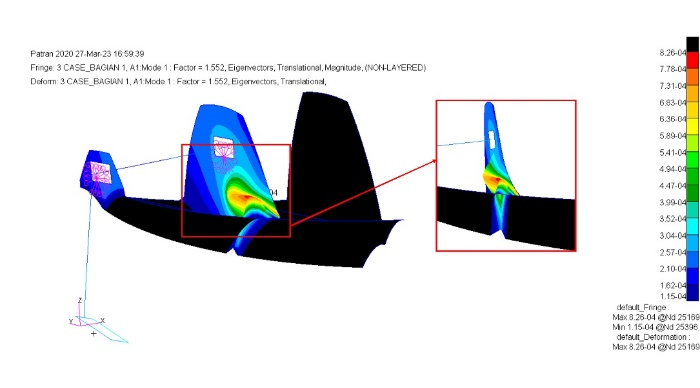 Patran 2020 27-Mar-23 16:59:39
Fringe: 3 CASE_BAGIAN 1, A1:Mode 1 : Factor = 1.552, Eigenvectors, Translational, Magnitude, (NON-LAYERED)
Deform: 3 CASE_BAGIAN 1, A1:Mode 1 : Factor = 1.552, Eigenvectors, Translational,
8.26-04
7.78-04
7.31-04
6.83-04
6.36-04
5.89-04
5.41-04
4.94-04
4.47-04
3.99-04
3.52-04
3.04-04
2.57-04
2.10-04
1.62-04
1.15-04
04
Z
Y
X
default_Fringe :
Max 8.26-04 @Nd 25169
Min 1.15-04 @Nd 25396
default_Deformation :
Max 8.26-04 @Nd 25169